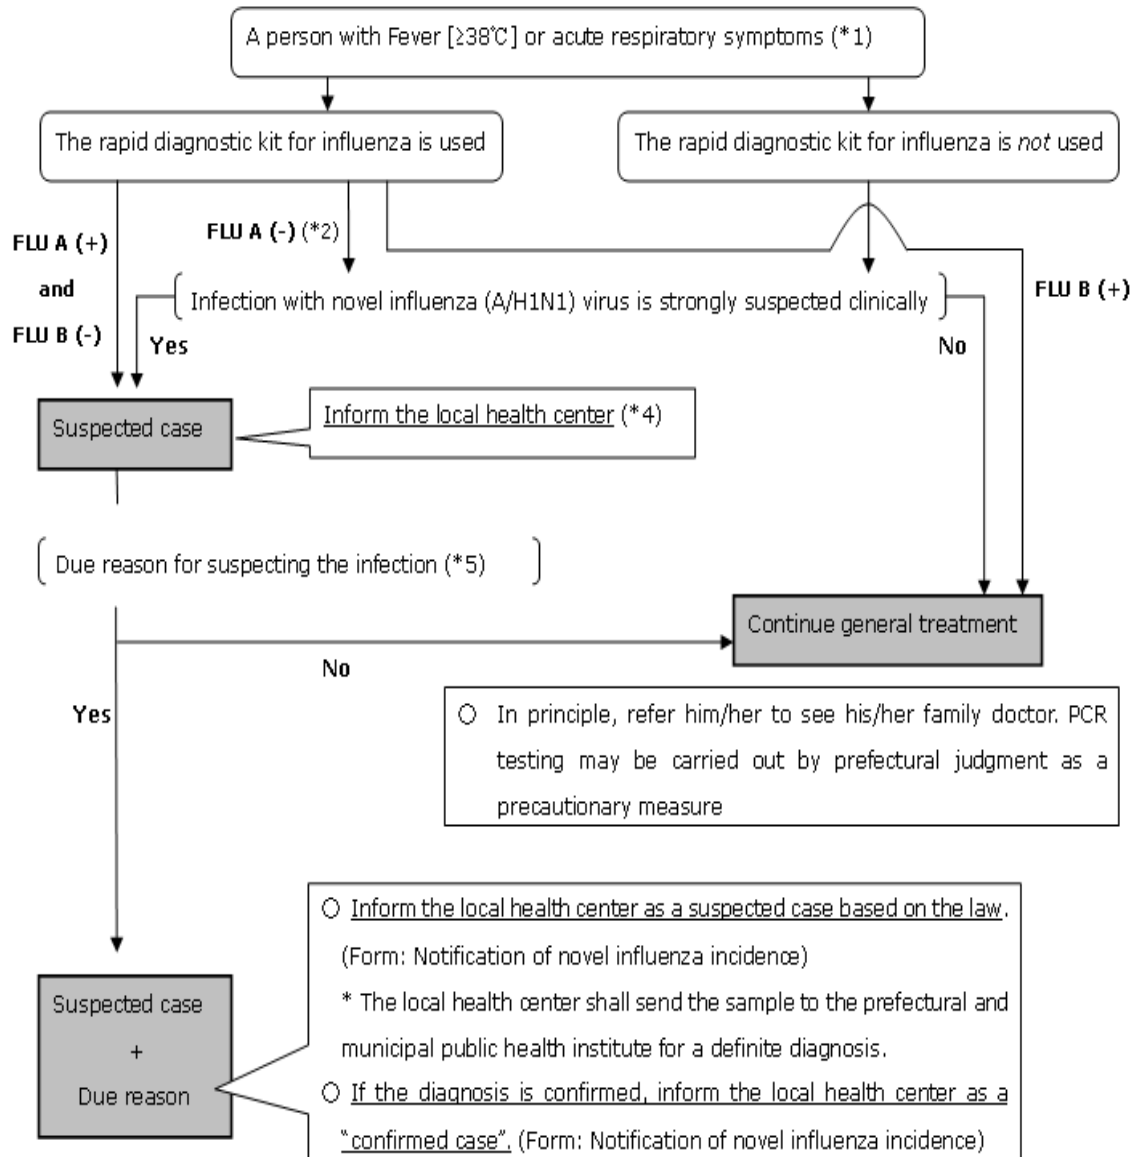 A person with Fever [≥38℃] or acute respiratory symptoms (*1)
The rapid diagnostic kit for influenza is used
The rapid diagnostic kit for influenza is not used
FLU A (+)
and
FLU B (-)
FLU A (-) (*2)
FLU B (+)
Infection with novel influenza (A/H1N1) virus is strongly suspected clinically
Yes
No
Suspected case
Inform the local health center (*4)
Due reason for suspecting the infection (*5)
Continue general treatment
No
Yes
○ In principle, refer him/her to see his/her family doctor. PCR
testing may be carried out by prefectural judgment as a
precautionary measure
Suspected case
+
Due reason
○ Inform the local health center as a suspected case based on the law.
(Form: Notification of novel influenza incidence)
* The local health center shall send the sample to the prefectural and
municipal public health institute for a definite diagnosis.
○ If the diagnosis is confirmed, inform the local health center as a
"confirmed case". (Form: Notification of novel influenza incidence)